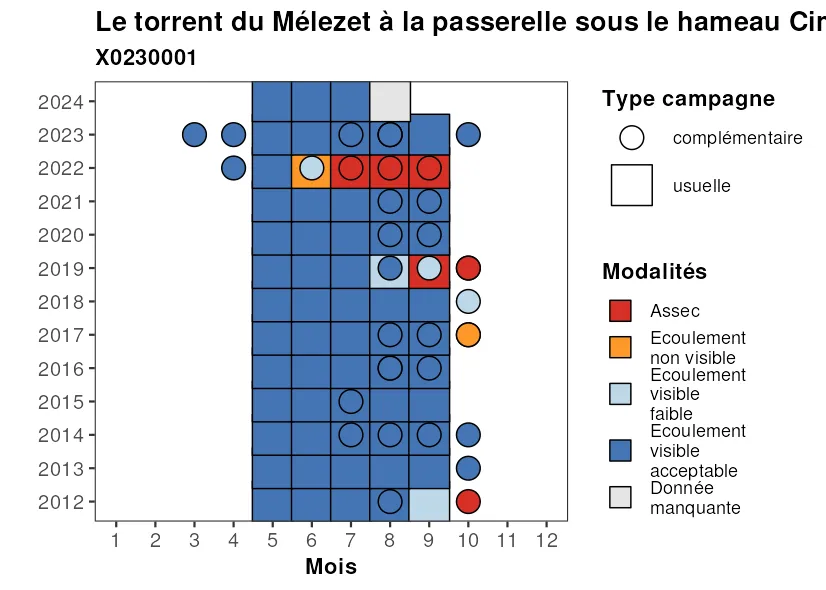 Le torrent du Mélezet à la passerelle sous le hameau Cir
X0230001
2024
2023
2022
2021
2020
2019
2018
2017
2016
2015
2014
2013
2012
1 2 3 4 5 6 7 8 9 10 11 12
Mois
Type campagne
complémentaire
usuelle
Modalités
Assec
Ecoulement
non visible
Ecoulement
visible
faible
Ecoulement
visible
acceptable
Donnée
manquante